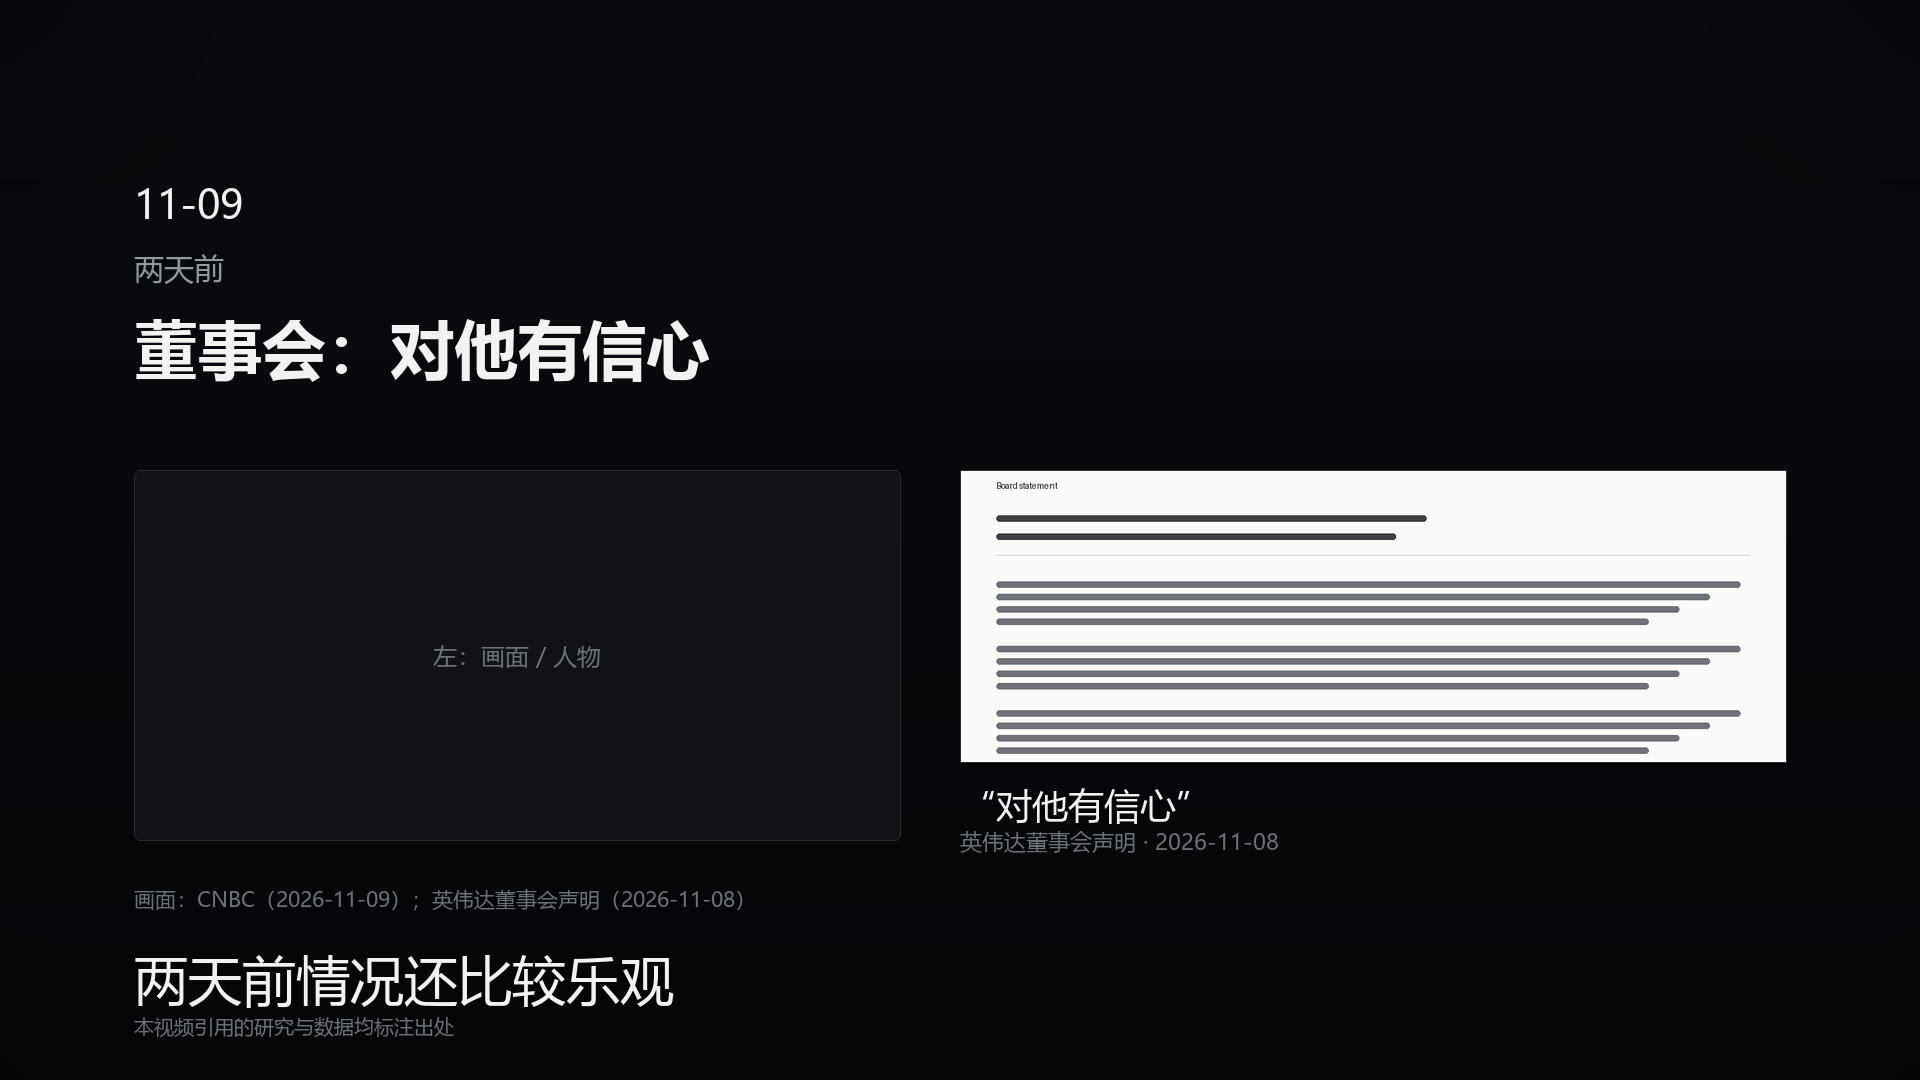 11-09
两天前
董事会：对他有信心
左：画面 / 人物
Board statement
“对他有信心”
英伟达董事会声明 · 2026-11-08
画面：CNBC（2026-11-09）；英伟达董事会声明（2026-11-08）
两天前情况还比较乐观
本视频引用的研究与数据均标注出处